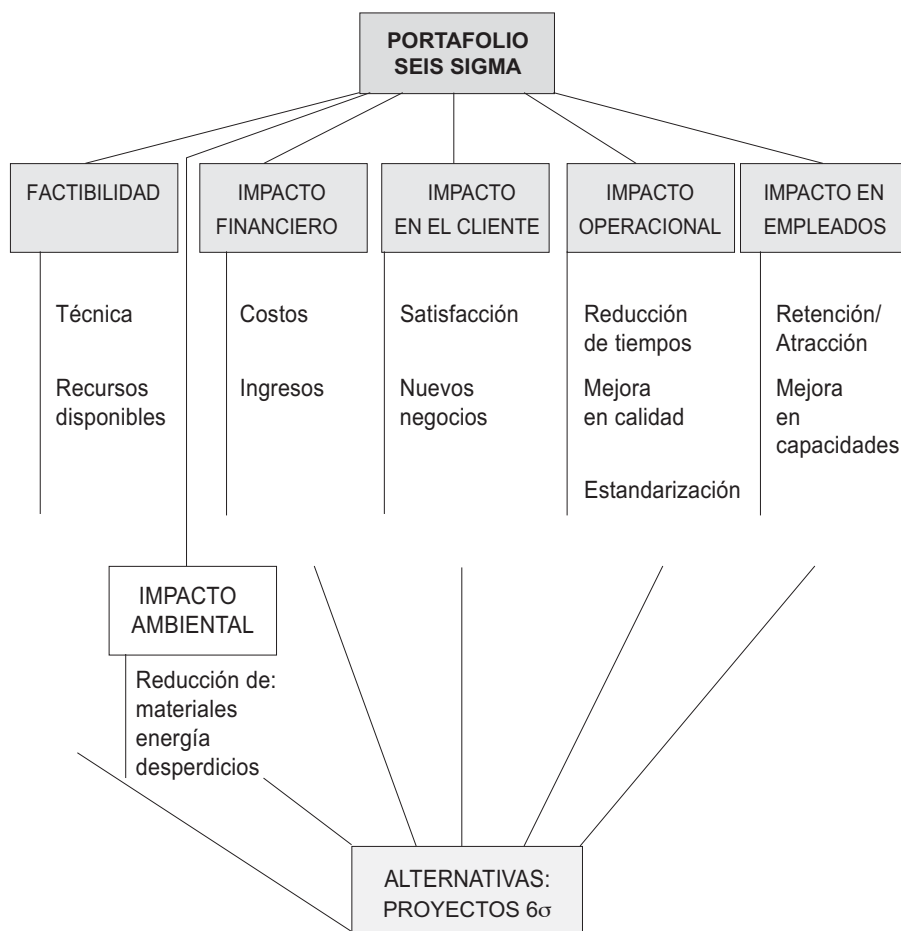 PORTAFOLIO
SEIS SIGMA
FACTIBILIDAD
IMPACTO
FINANCIERO
IMPACTO
EN EL CLIENTE
IMPACTO
OPERACIONAL
IMPACTO EN
EMPLEADOS
Técnica
Recursos
disponibles
Costos
Ingresos
Satisfacción
Nuevos
negocios
Reducción
de tiempos
Mejora
en calidad
Estandarización
Retención/
Atracción
Mejora
en
capacidades
IMPACTO
AMBIENTAL
Reducción de:
materiales
energía
desperdicios
ALTERNATIVAS:
PROYECTOS 6σ